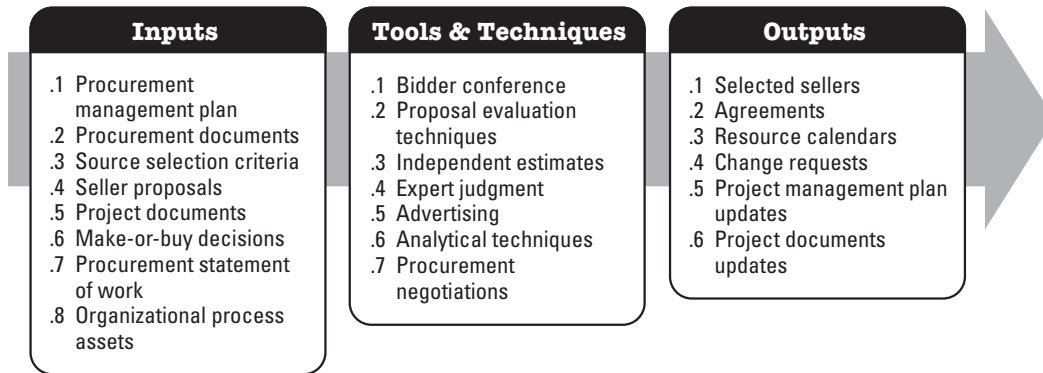 Inputs
.1 Procurement
management plan
.2 Procurement documents
.3 Source selection criteria
.4 Seller proposals
.5 Project documents
.6 Make-or-buy decisions
.7 Procurement statement
of work
.8 Organizational process
assets
Tools & Techniques
.1 Bidder conference
.2 Proposal evaluation
techniques
.3 Independent estimates
.4 Expert judgment
.5 Advertising
.6 Analytical techniques
.7 Procurement
negotiations
Outputs
.1 Selected sellers
.2 Agreements
.3 Resource calendars
.4 Change requests
.5 Project management plan
updates
.6 Project documents
updates